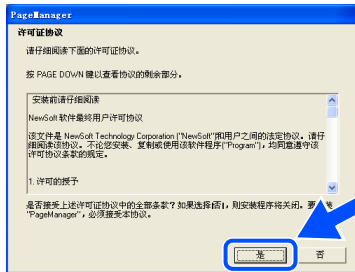 PageManager
许可证协议
请仔细阅读下面的许可证协议。
按 PAGE DOWN 键以查看协议的剩余部分。
安装前请仔细阅读
NewSoft 软件最终用户许可协议
该文件是 NewSoft Technology Corporation ("NewSoft")和用户之间的法定协议。请仔
细阅读该协议。不论您安装、复制或使用该软件程序("Program")，均同意遵守该
许可协议条款的规定。
1. 许可的授予
是否接受上述许可证协议中的全部条款？如果选择[否]，则安装程序将关闭。要
"PageManager"，必须接受本协议。
是
否